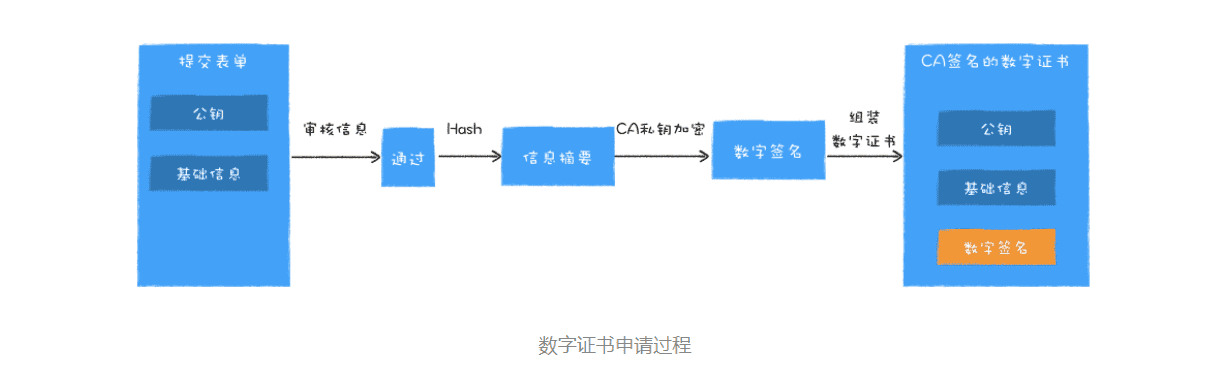 提交表单
公钥
基础信息
审核信息
通过
Hash
信息摘要
CA私钥加密
数字签名
组装
数字证书
CA签名的数字证书
公钥
基础信息
数字签名
数字证书申请过程